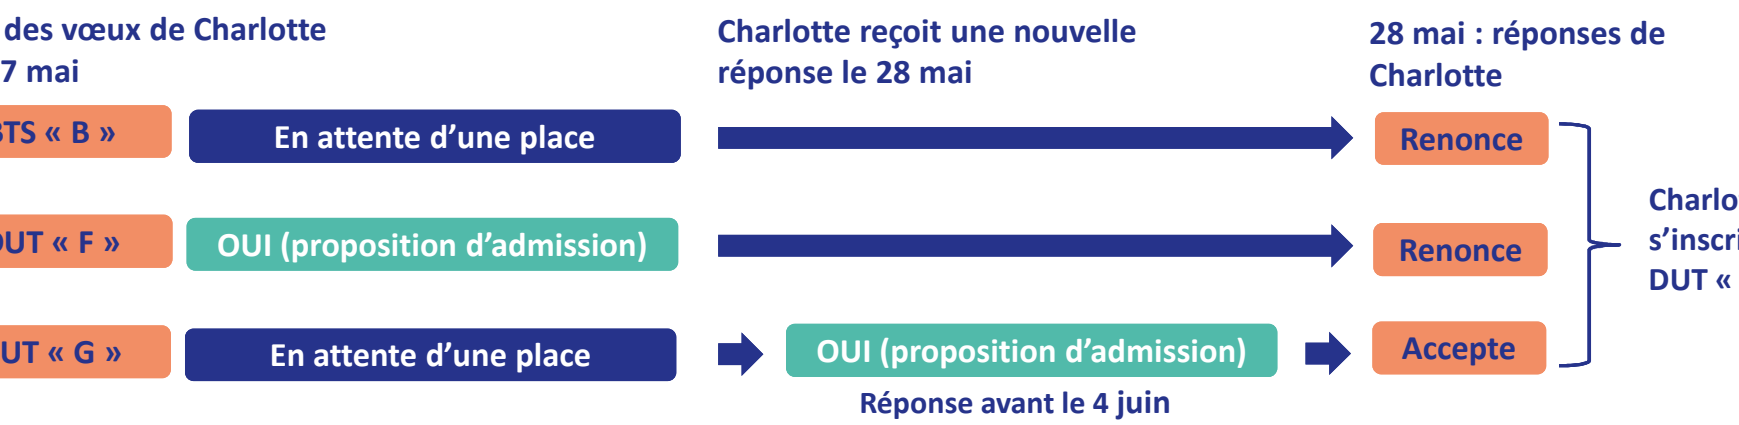 des vœux de Charlotte
7 mai
Charlotte reçoit une nouvelle
réponse le 28 mai
28 mai : réponses de
Charlotte
BTS « B »
En attente d’une place
Renonce
DUT « F »
OUI (proposition d’admission)
Renonce
UT « G »
En attente d’une place
OUI (proposition d’admission)
Accepte
Réponse avant le 4 juin
s’inscri
DUT «